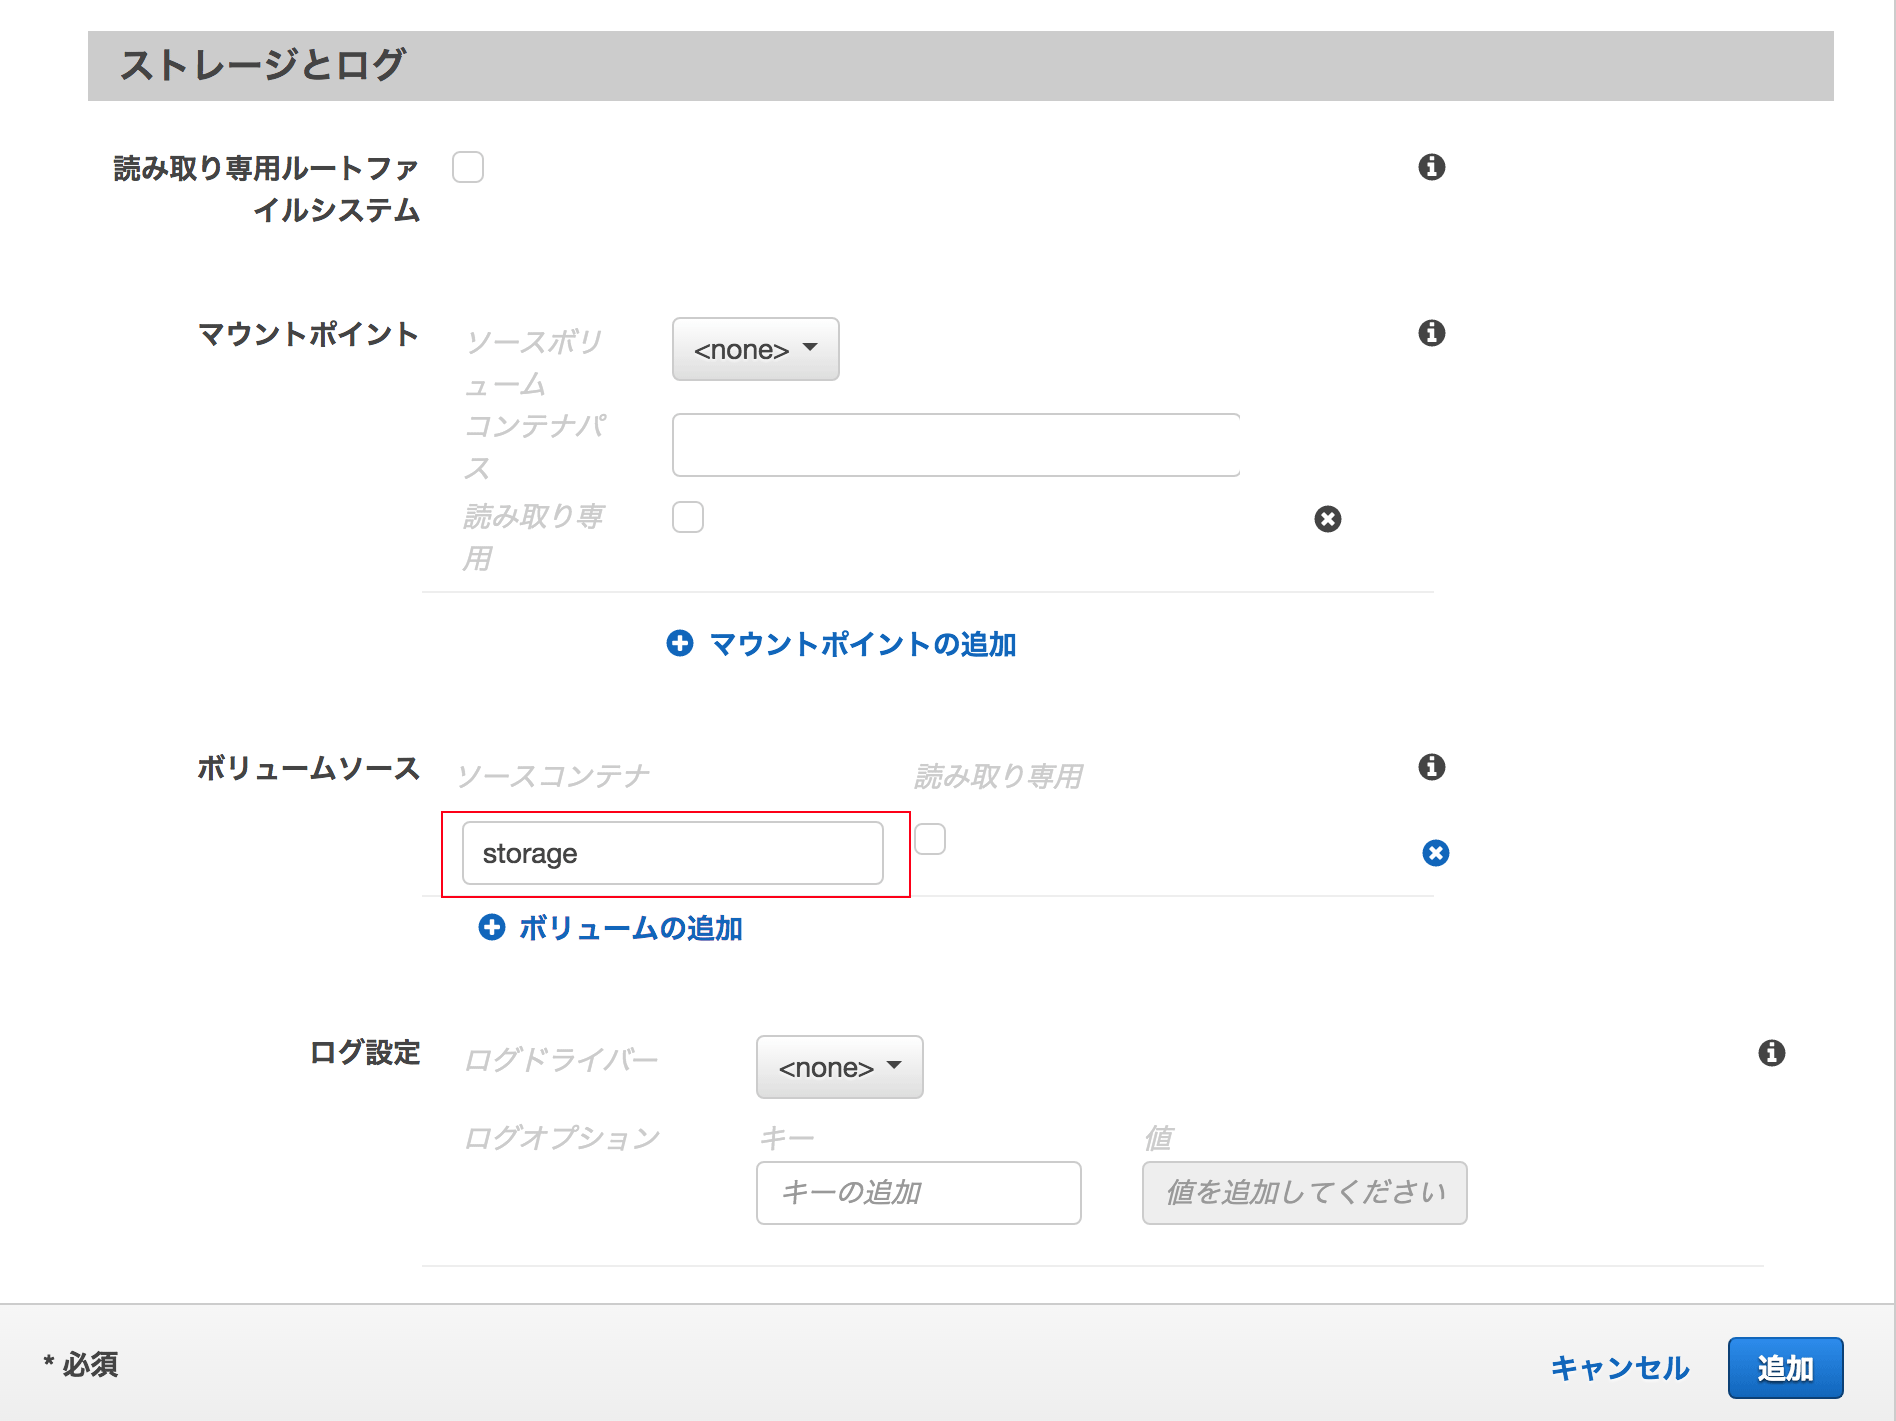 ストレージとログ
読み取り専用ルートファ
イルシステム
マウントポイント
ソースボリ
ューム
<none>
コンテナパ
ス
読み取り専
用
マウントポイントの追加
ボリュームソース
ソースコンテナ
読み取り専用
storage
ボリュームの追加
ログ設定
ログドライバー
<none>
ログオプション
キー
値
キーの追加
値を追加してください
* 必須
キャンセル
追加